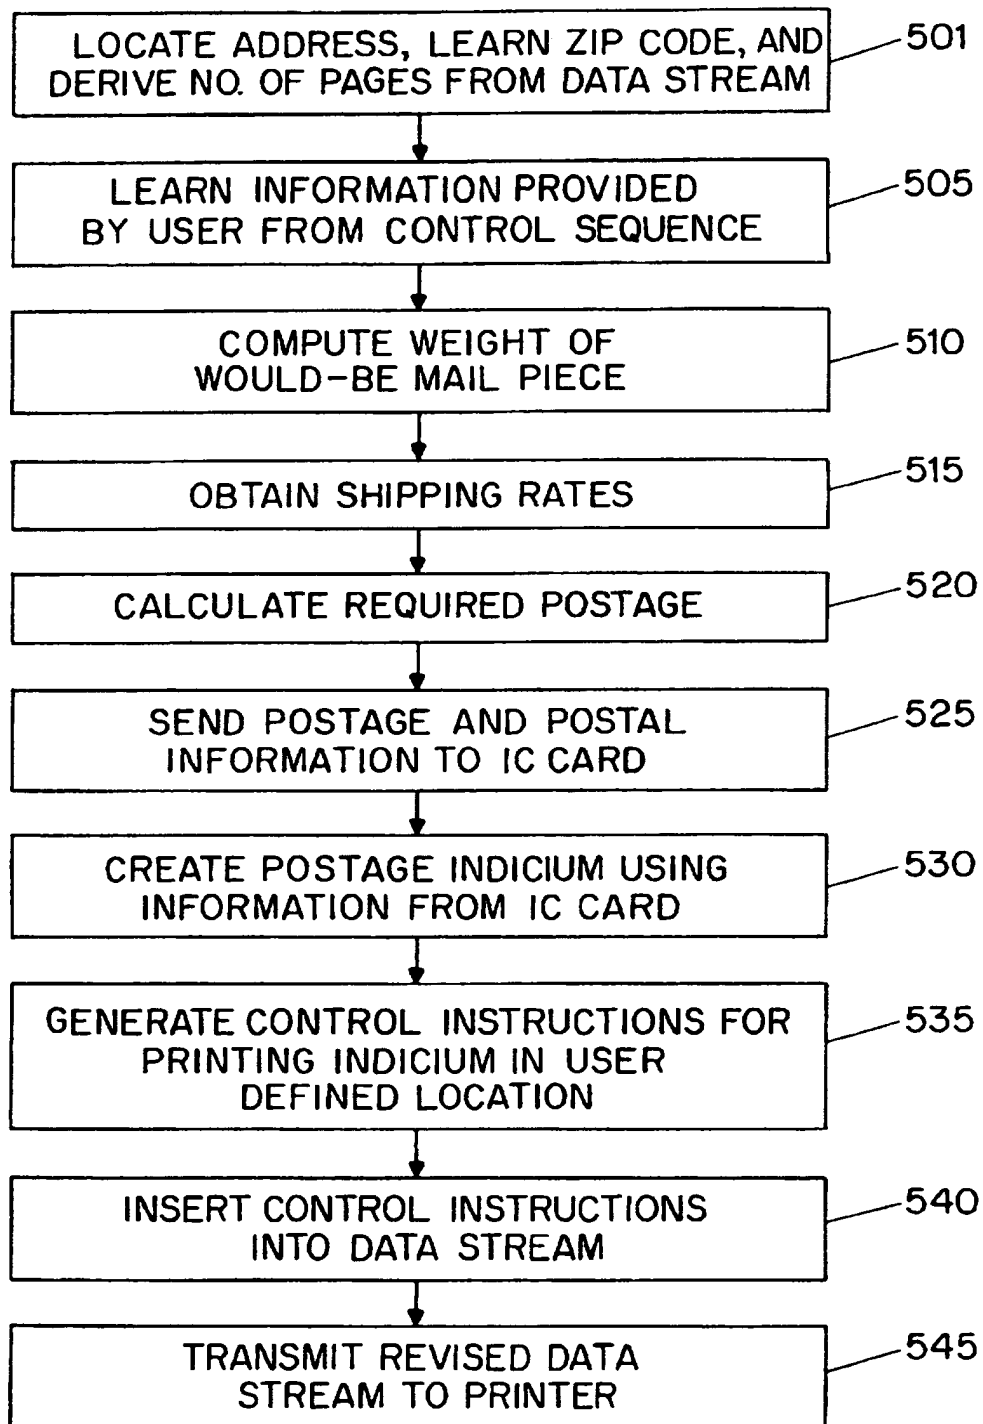 LOCATE ADDRESS, LEARN ZIP CODE, AND
DERIVE NO. OF PAGES FROM DATA STREAM
501
LEARN INFORMATION PROVIDED
BY USER FROM CONTROL SEQUENCE
505
COMPUTE WEIGHT OF
WOULD-BE MAIL PIECE
510
OBTAIN SHIPPING RATES
515
CALCULATE REQUIRED POSTAGE
520
SEND POSTAGE AND POSTAL
INFORMATION TO IC CARD
525
CREATE POSTAGE INDICIUM USING
INFORMATION FROM IC CARD
530
GENERATE CONTROL INSTRUCTIONS FOR
PRINTING INDICIUM IN USER
DEFINED LOCATION
535
INSERT CONTROL INSTRUCTIONS
INTO DATA STREAM
540
TRANSMIT REVISED DATA
STREAM TO PRINTER
545